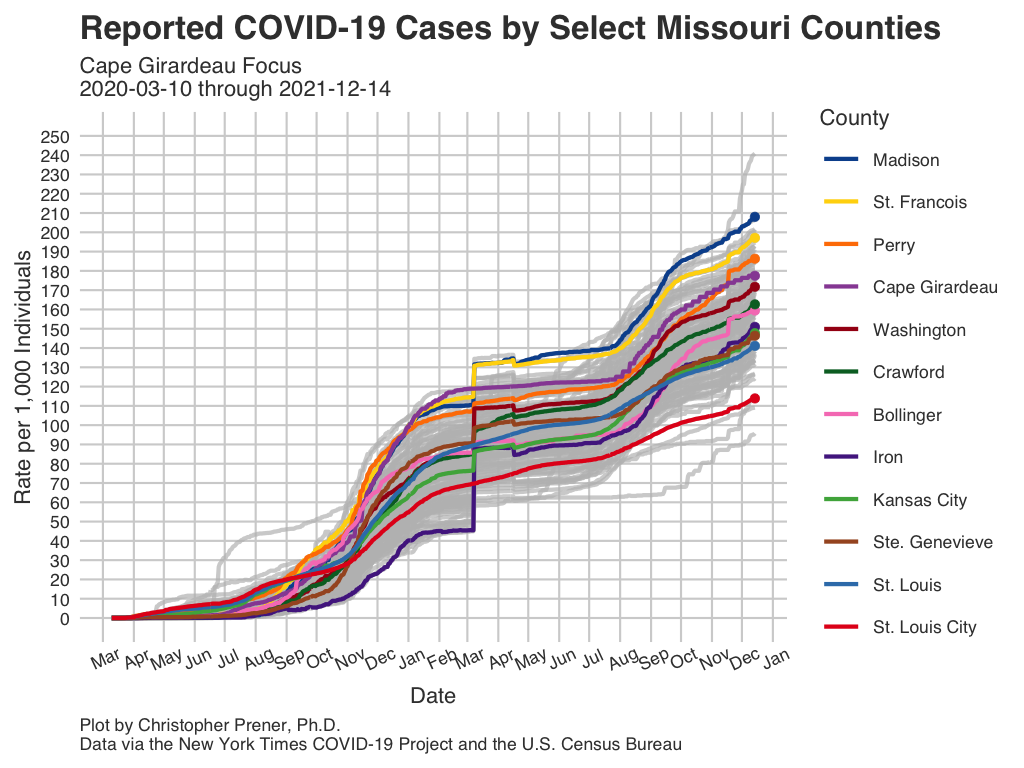 Reported COVID-19 Cases by Select Missouri Counties
Cape Girardeau Focus
2020-03-10 through 2021-12-14
County
Madison
St. Francois
Perry
Cape Girardeau
Washington
Crawford
Bollinger
Iron
Kansas City
Ste. Genevieve
St. Louis
St. Louis City
Rate per 1,000 Individuals
250
240
230
220
210
200
190
180
170
160
150
140
130
120
110
100
90
80
70
60
50
40
30
20
10
0
Mar Apr May Jun Jul Aug Sep Oct Nov Dec Jan Feb Mar Apr May Jun Jul Aug Sep Oct Nov Dec Jan
Date
Plot by Christopher Prener, Ph.D.
Data via the New York Times COVID-19 Project and the U.S. Census Bureau